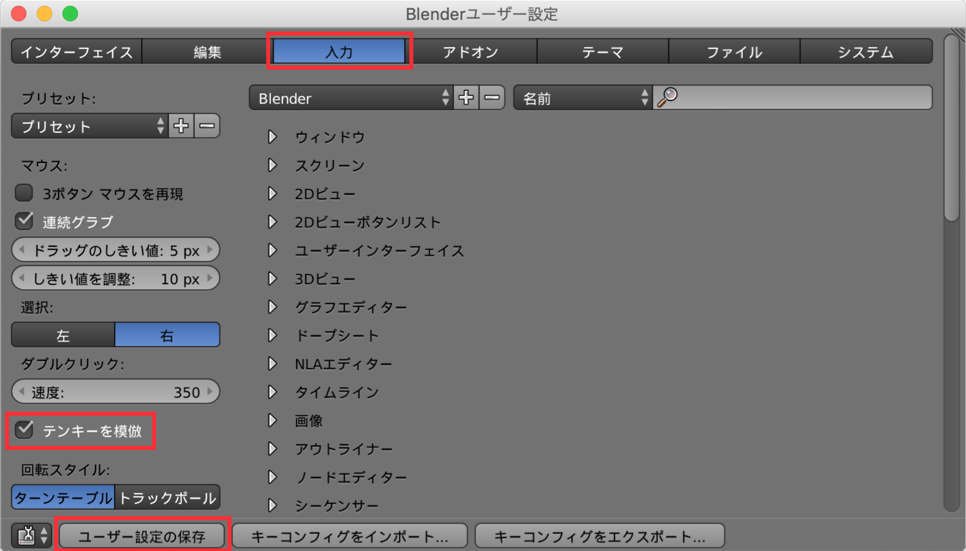 Blenderユーザー設定
インターフェイス 編集 入力 アドオン テーマ ファイル システム
プリセット:
プリセット
マウス:
3ボタン マウスを再現
連続グラブ
ドラッグのしきい値: 5 px
しきい値を調整: 10 px
選択:
左 右
ダブルクリック:
速度: 350
テンキーを模倣
回転スタイル:
ターンテーブル トラックボール
Blender 名前
ウィンドウ
スクリーン
2Dビュー
2Dビューボタンリスト
ユーザーインターフェイス
3Dビュー
グラフエディター
ドープシート
NLAエディター
タイムライン
画像
アウトライナー
ノードエディター
シーケンサー
ユーザー設定の保存 キーコンフィグをインポート... キーコンフィグをエクスポート...